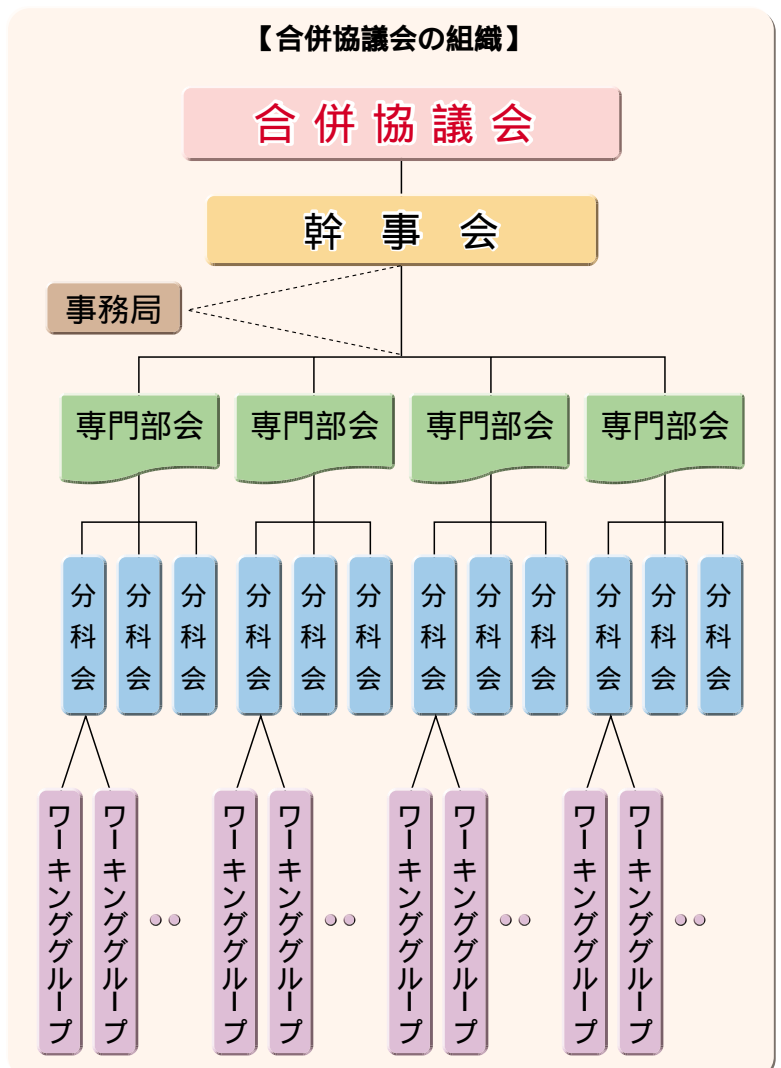 【合併協議会の組織】
合併協議会
幹事会
事務局
専門部会
専門部会
専門部会
専門部会
分科会
分科会
分科会
分科会
分科会
分科会
分科会
分科会
分科会
分科会
分科会
分科会
ワーキンググループ
ワーキンググループ
ワーキンググループ
ワーキンググループ
ワーキンググループ
ワーキンググループ
ワーキンググループ
ワーキンググループ